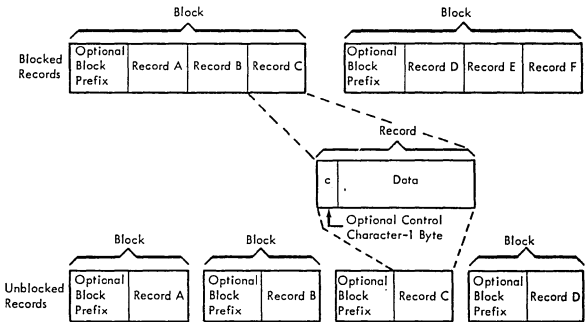 Block
Block
Blocked
Records
Optional
Block
Prefix
Record A
Record B
Record C
Optional
Block
Prefix
Record D
Record E
Record F
Record
c
Data
Optional Control
Character-1 Byte
Block
Block
Block
Unblocked
Records
Optional
Block
Prefix
Record A
Optional
Block
Prefix
Record B
Optional
Block
Prefix
Record C
Optional
Block
Prefix
Record D